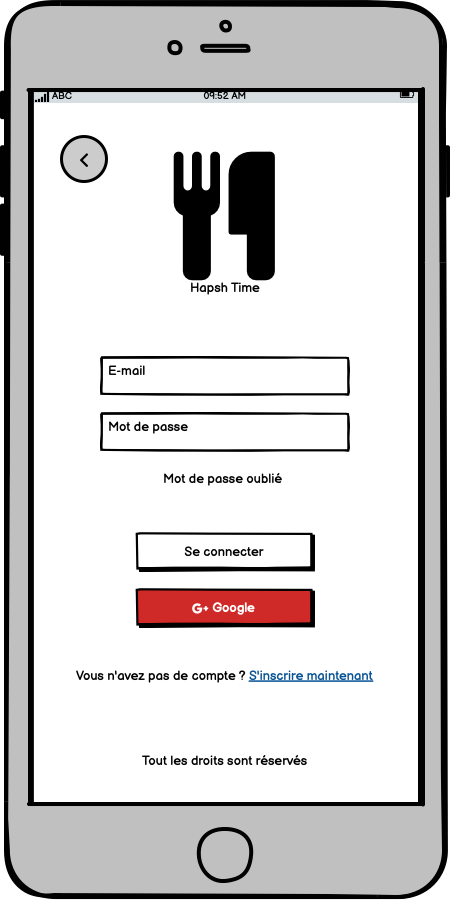 ABC 09:52 AM
Hapsh Time
E-mail
Mot de passe
Mot de passe oublié
Se connecter
G+ Google
Vous n'avez pas de compte ? S'inscrire maintenant
Tout les droits sont réservés